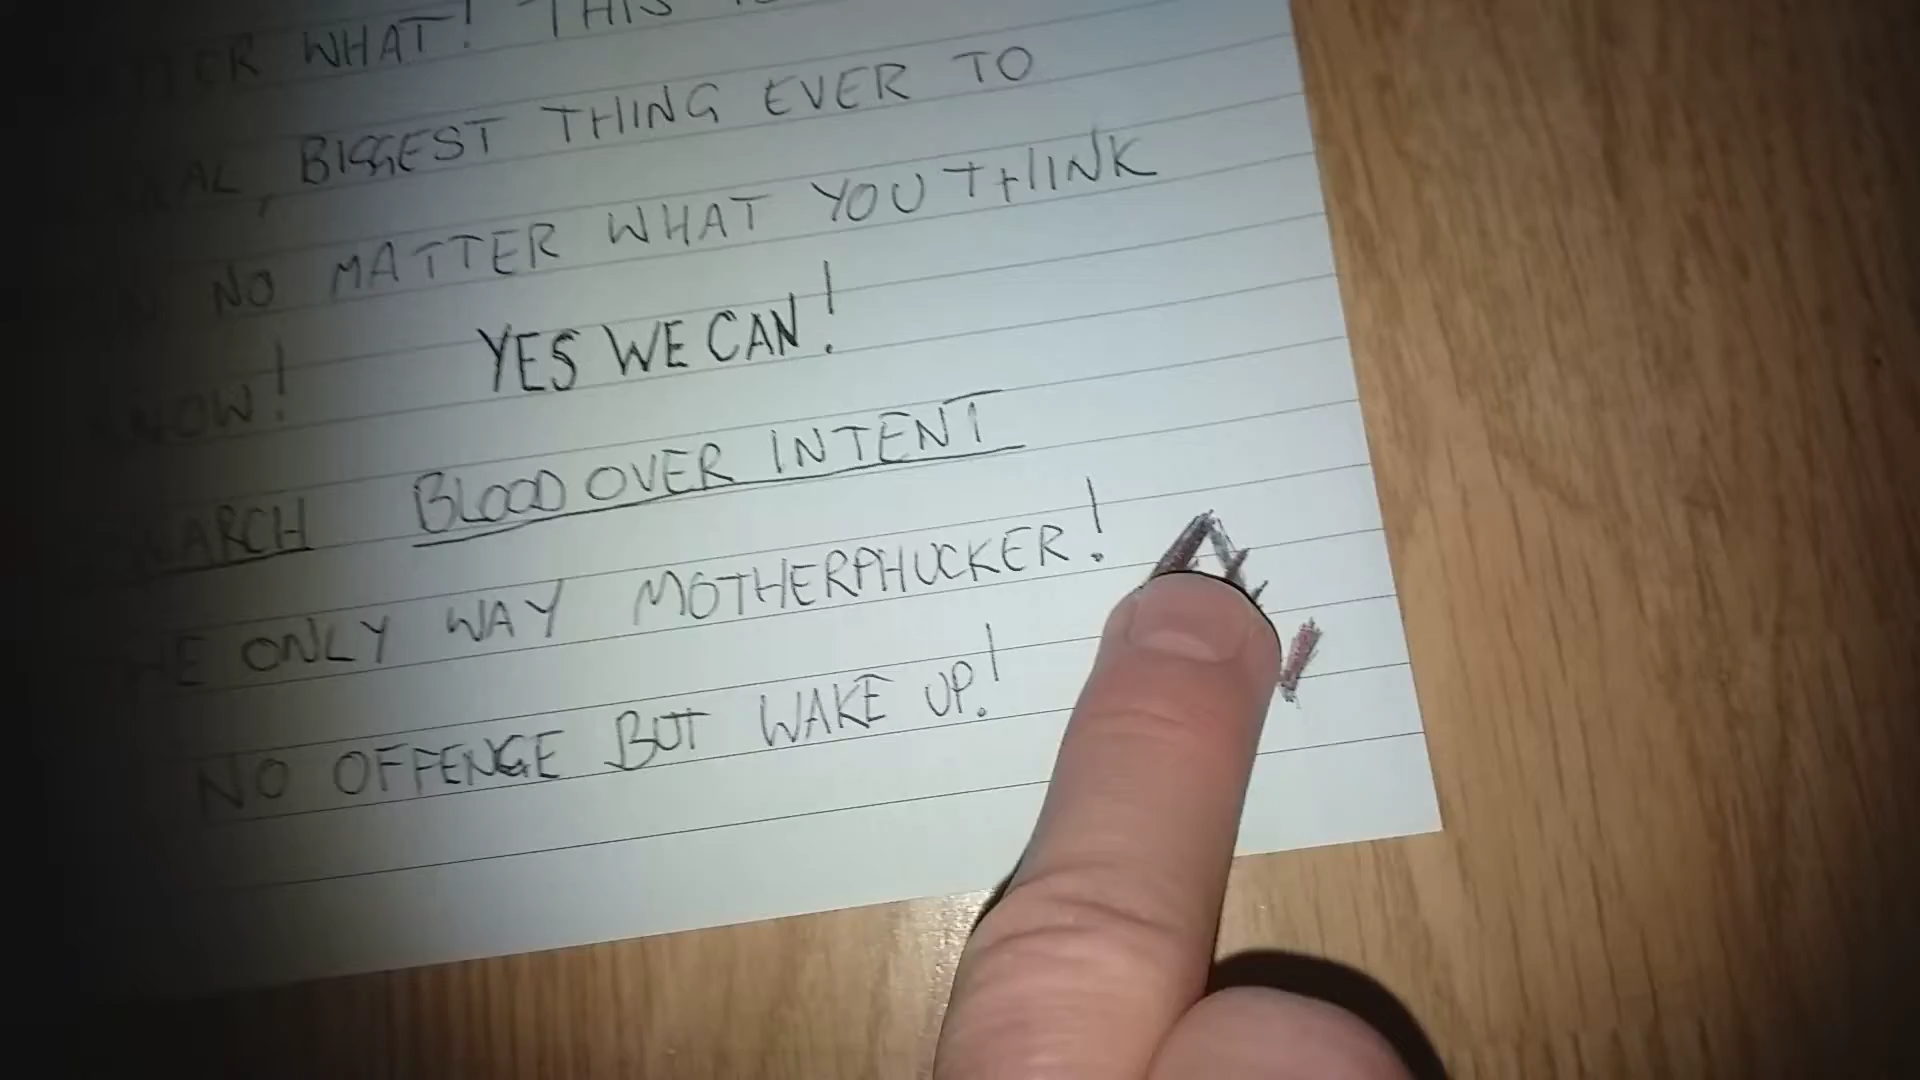 WHAT! THIS
BIGGEST THING EVER TO
NO MATTER WHAT YOU THINK
YES WE CAN!
BLOOD OVER INTENT
ONLY WAY MOTHERPHUCKER!
NO OFFENGE BUT WAKE UP!